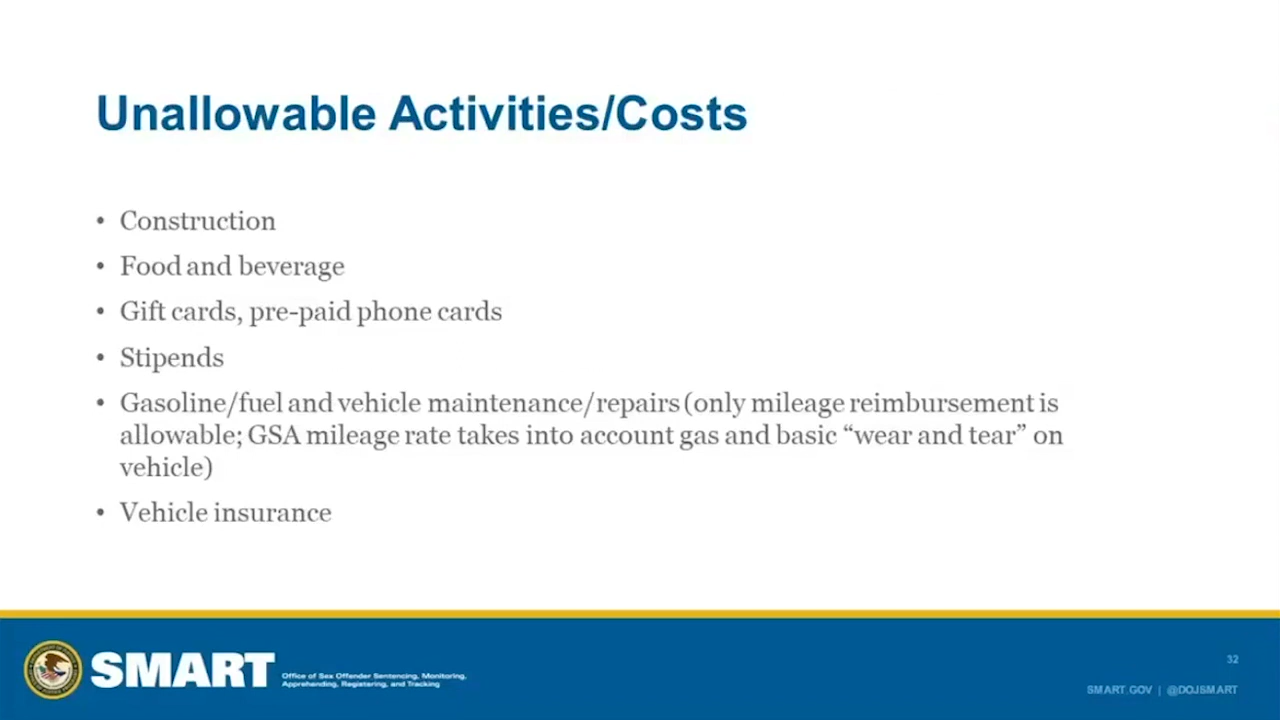 Unallowable Activities/Costs
• Construction
• Food and beverage
• Gift cards, pre-paid phone cards
• Stipends
• Gasoline/fuel and vehicle maintenance/repairs (only mileage reimbursement is
allowable; GSA mileage rate takes into account gas and basic “wear and tear” on
vehicle)
• Vehicle insurance
SMART
Office of Sex Offender Sentencing, Monitoring,
Apprehending, Registering, and Tracking
32
SMART.GOV | @DOJSMART